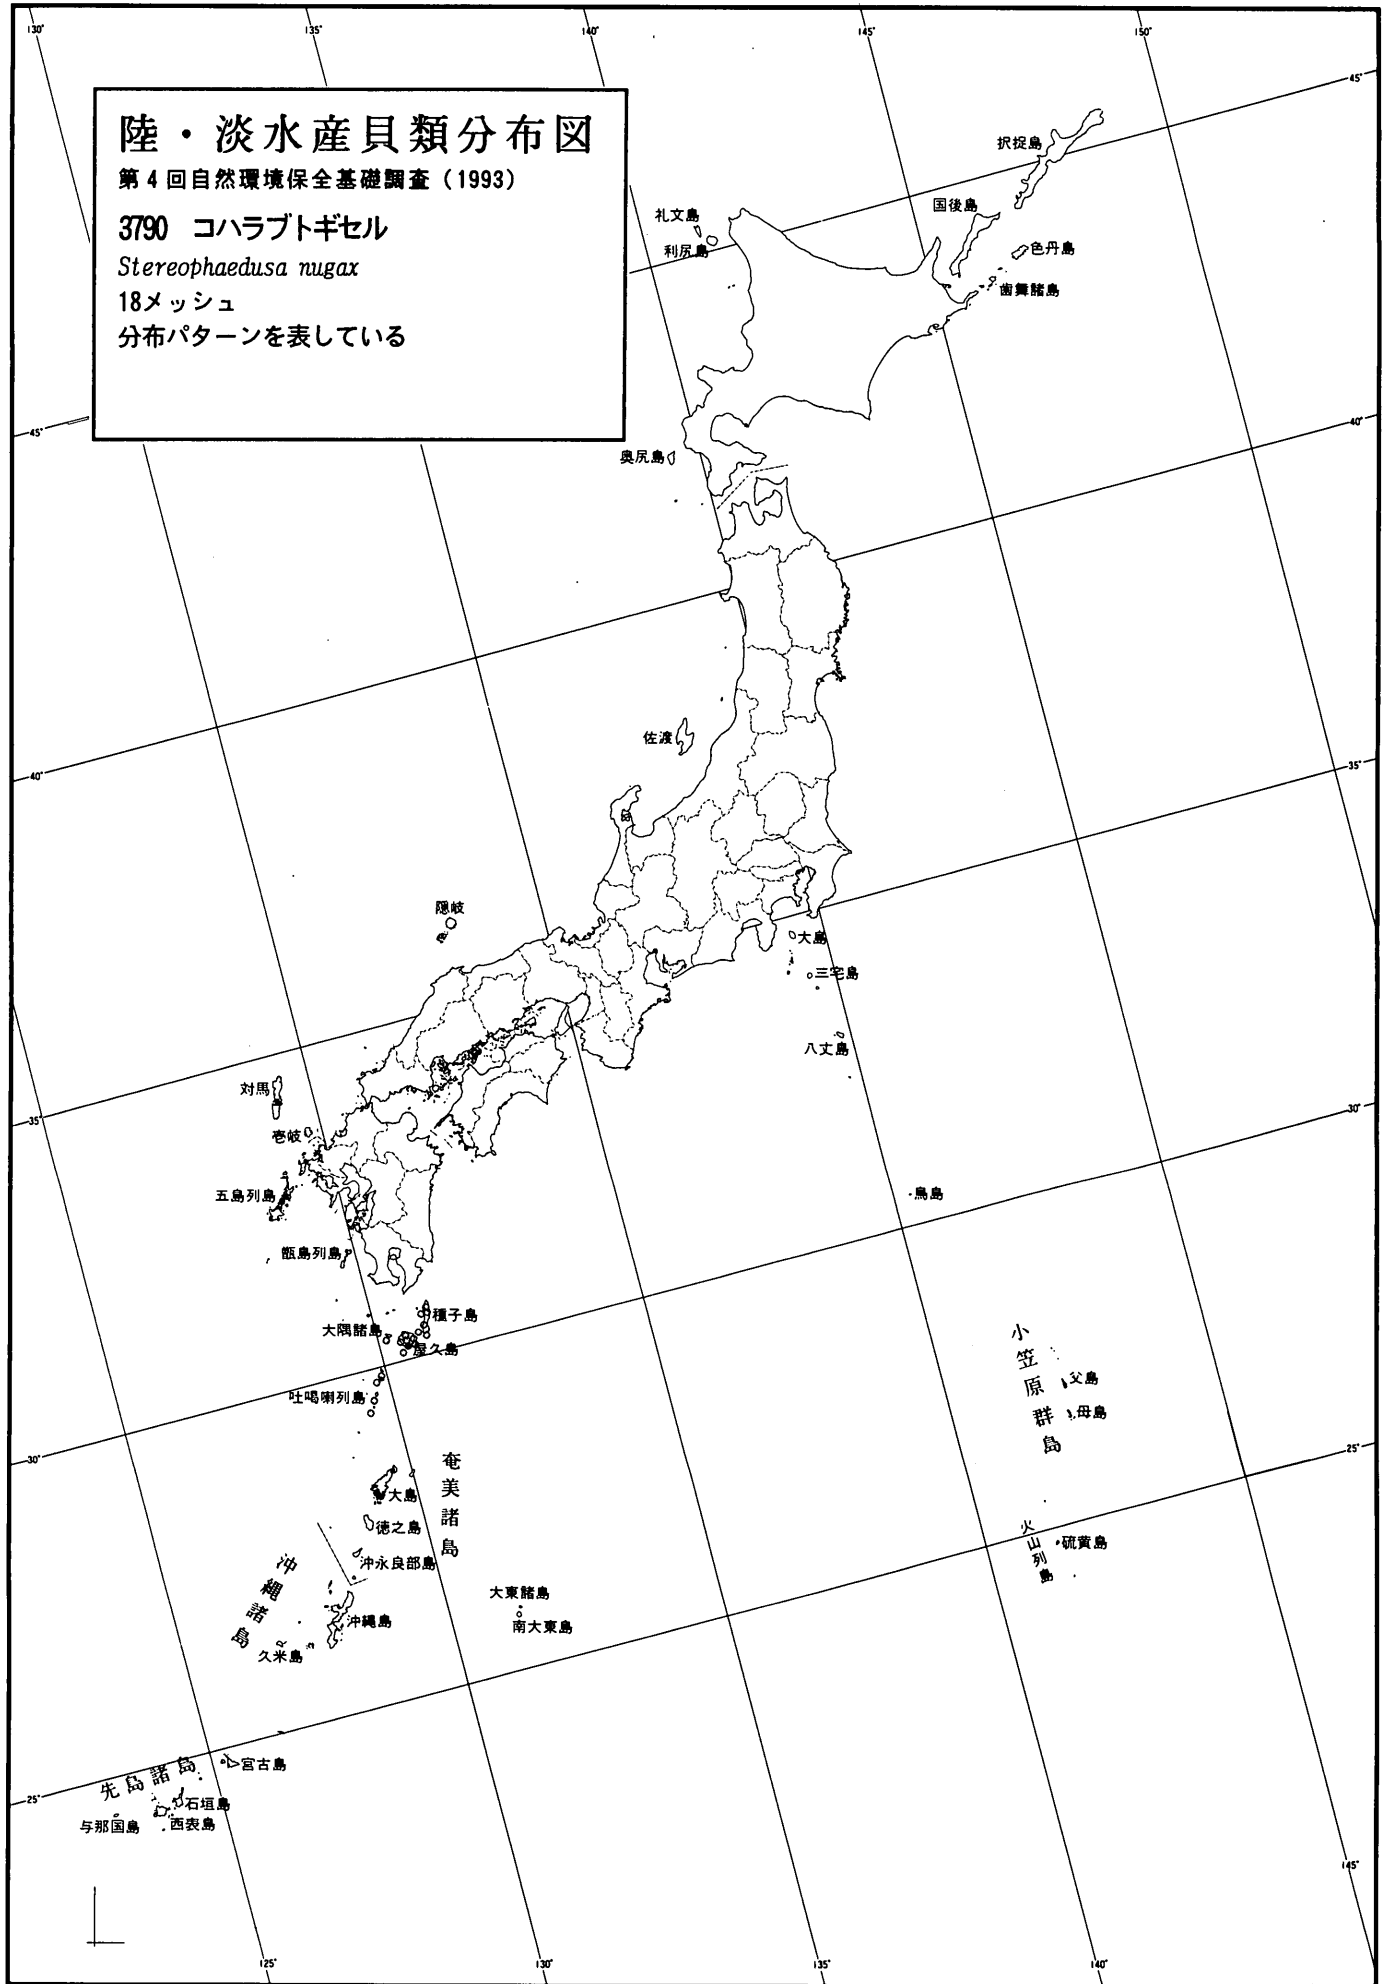 130°
135°
140°
145°
150°
45°
陸・淡水産貝類分布図
第4回自然環境保全基礎調査（1993）
3790 コハラブトギセル
Stereophaedusa nugax
18メッシュ
分布パターンを表している
択捉島
国後島
礼文島
利尻島
色丹島
歯舞諸島
45°
40°
奥尻島
佐渡
40°
35°
隠岐
大島
三宅島
八丈島
対馬
35°
壱岐
30°
五島列島
鳥島
甑島列島
種子島
大隅諸島
屋久島
小笠原群島
父島
吐噶喇列島
母島
30°
25°
奄美諸島
大島
徳之島
火山列島
硫黄島
沖永良部島
沖縄諸島
大東諸島
沖縄島
南大東島
久米島
宮古島
先島諸島
25°
石垣島
与那国島
西表島
145°
125°
130°
135°
140°